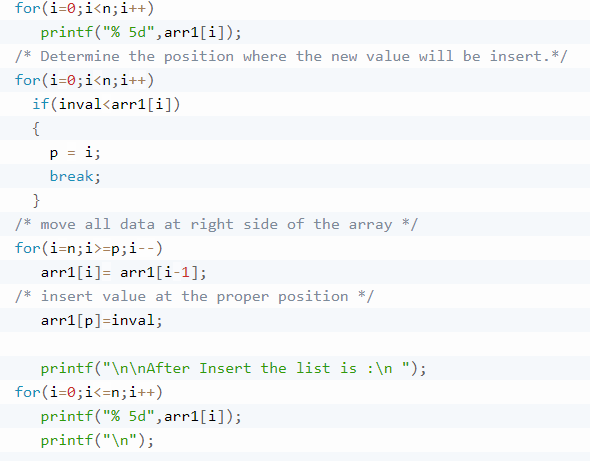 for(i=0;i<n;i++)
   printf("% 5d",arr1[i]);
/* Determine the position where the new value will be insert.*/
for(i=0;i<n;i++)
  if(inval<arr1[i])
  {
    p = i;
    break;
  }
/* move all data at right side of the array */
for(i=n;i>=p;i--)
   arr1[i]= arr1[i-1];
/* insert value at the proper position */
   arr1[p]=inval;

   printf("\n\nAfter Insert the list is :\n ");
for(i=0;i<=n;i++)
   printf("% 5d",arr1[i]);
   printf("\n");